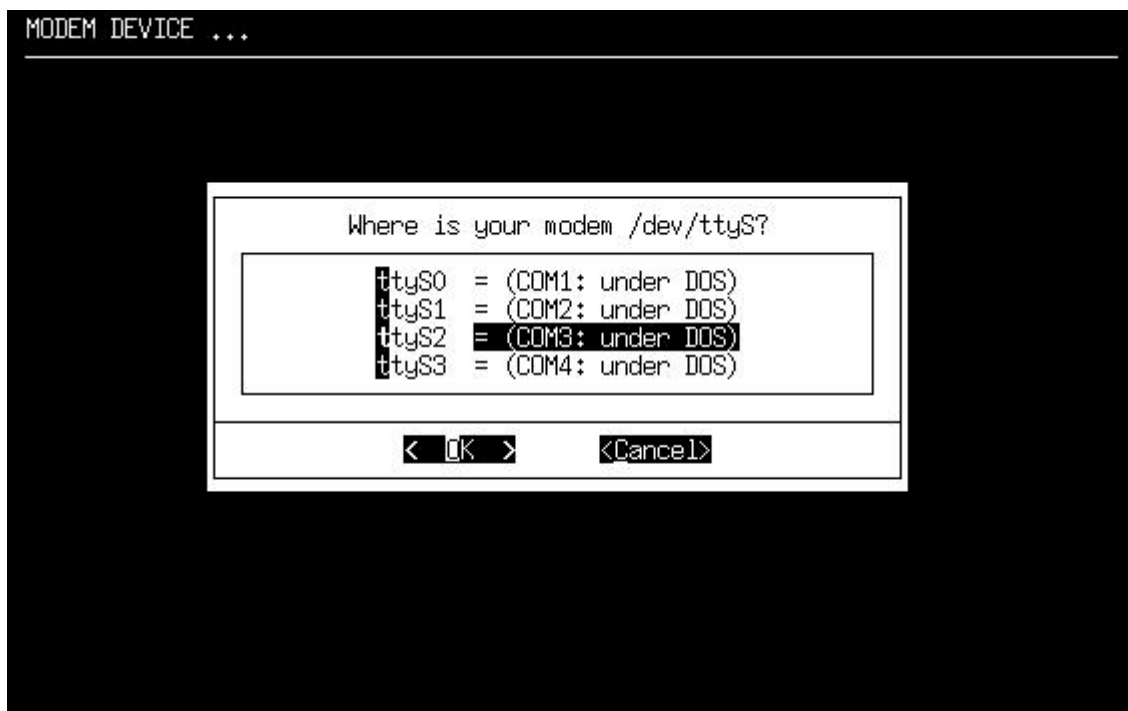 MODEM DEVICE ...
Where is your modem /dev/ttyS?
ttyS0 = (COM1: under DOS)
ttyS1 = (COM2: under DOS)
ttyS2 = (COM3: under DOS)
ttyS3 = (COM4: under DOS)
< OK > <Cancel>